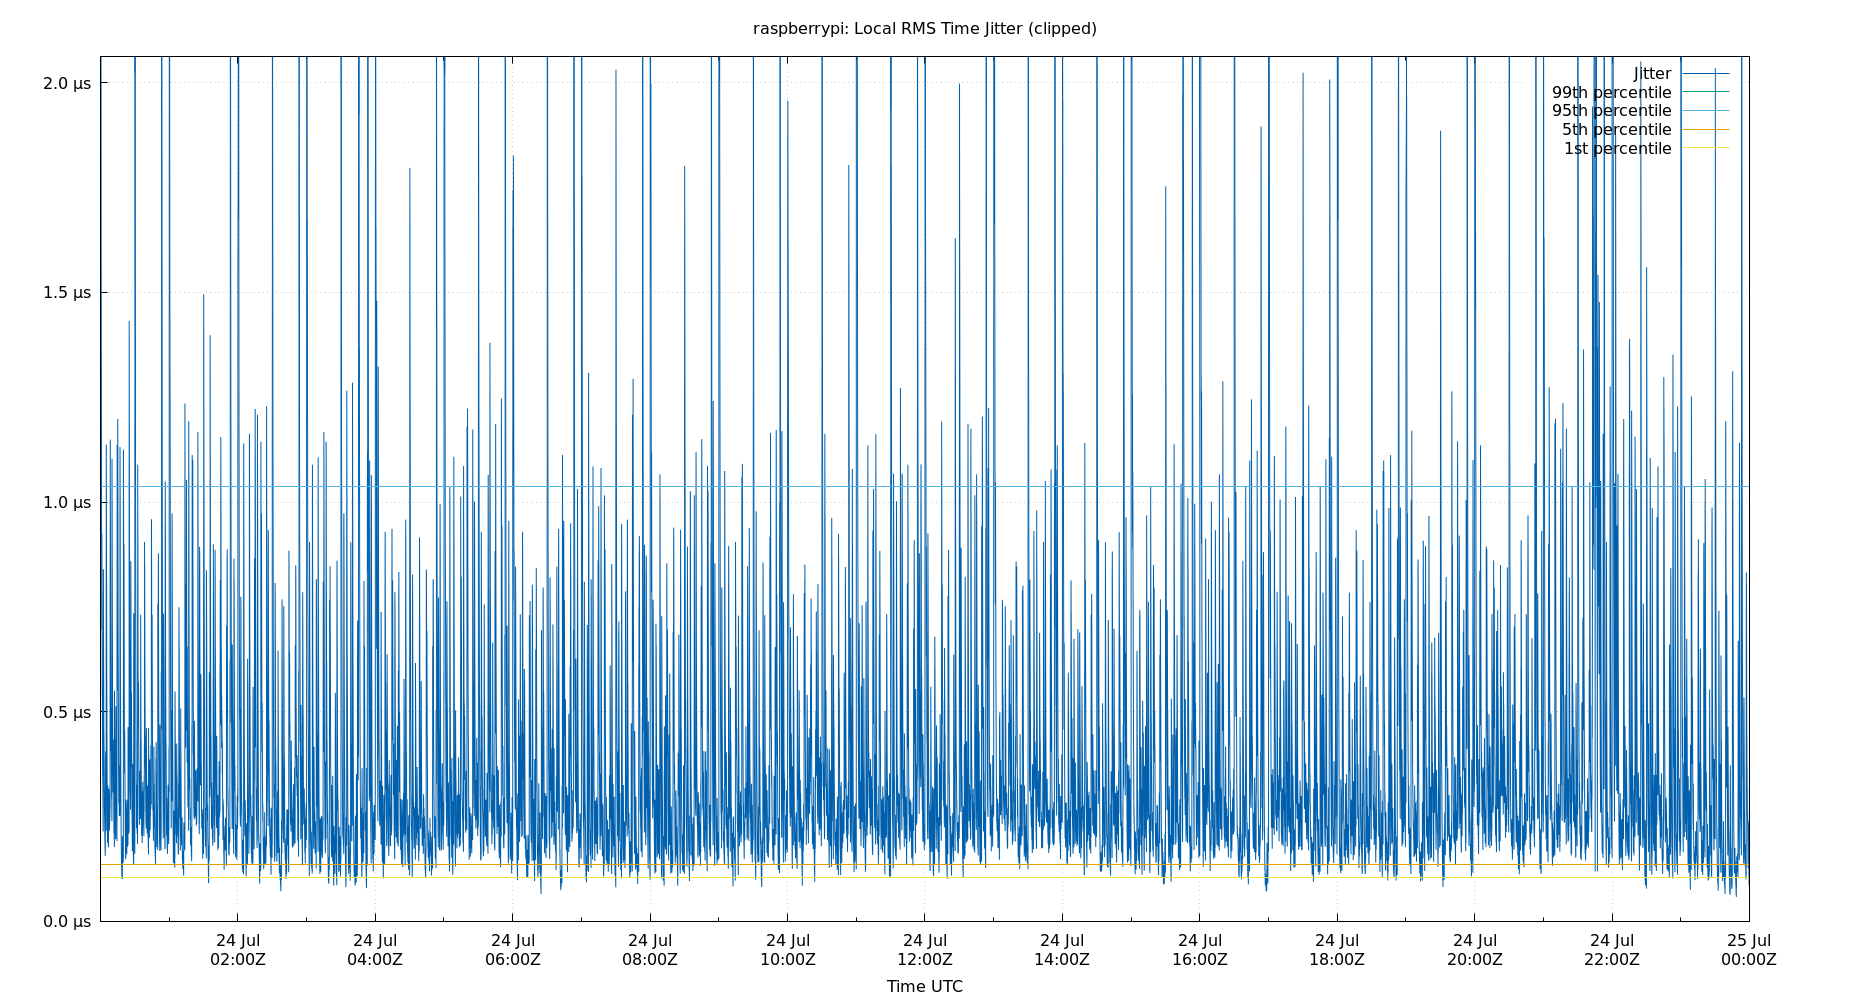 raspberrypi: Local RMS Time Jitter (clipped)
2.0 µs
1.5 µs
1.0 µs
0.5 µs
0.0 µs
Jitter
99th percentile
95th percentile
5th percentile
1st percentile
24 Jul
02:00Z
24 Jul
04:00Z
24 Jul
06:00Z
24 Jul
08:00Z
24 Jul
10:00Z
24 Jul
12:00Z
24 Jul
14:00Z
24 Jul
16:00Z
24 Jul
18:00Z
24 Jul
20:00Z
24 Jul
22:00Z
25 Jul
00:00Z
Time UTC